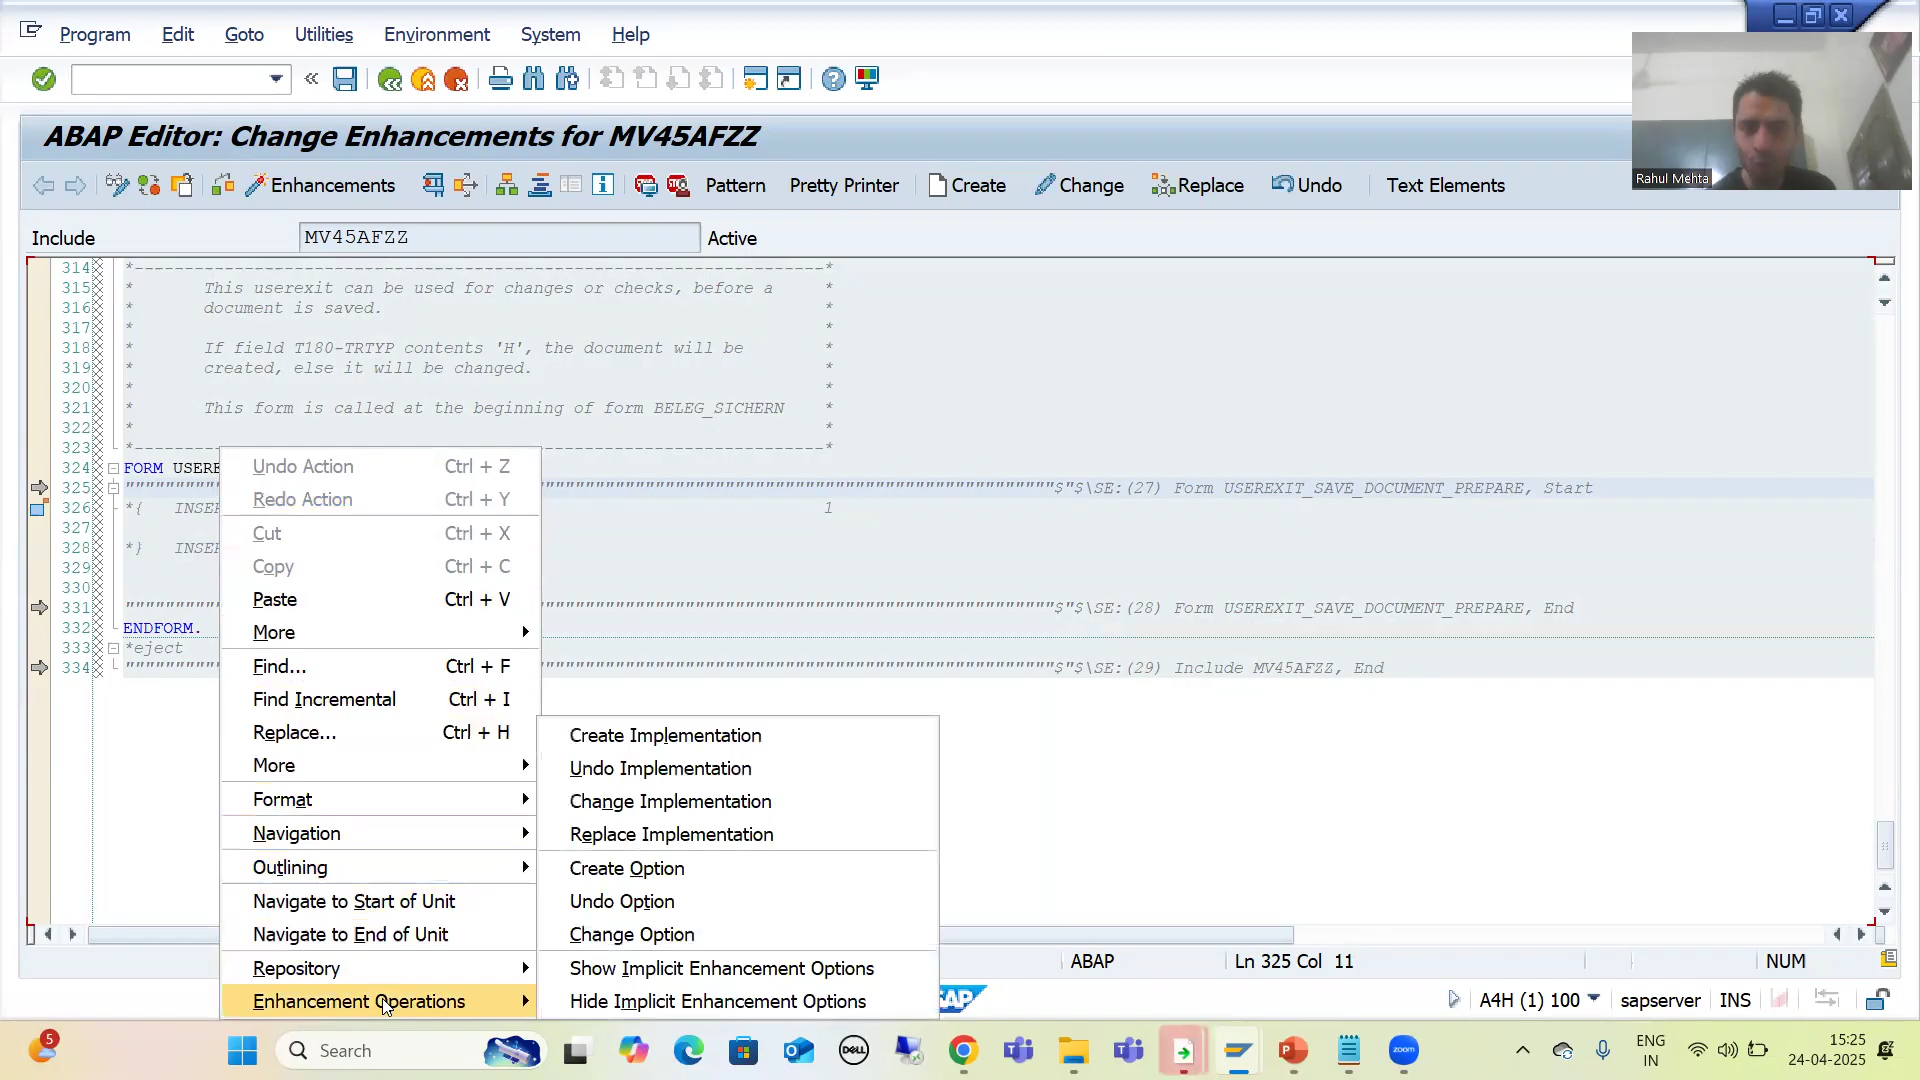 Program Edit Goto Utilities Environment System Help
ABAP Editor: Change Enhancements for MV45AFZZ
Enhancements Pattern Pretty Printer Create Change Replace Undo Text Elements
Rahul Mehta
Include MV45AFZZ Active
314 *---------------------------------------------------------------------*
315 * This userexit can be used for changes or checks, before a *
316 * document is saved. *
317 * *
318 * If field T180-TRTYP contents 'H', the document will be *
319 * created, else it will be changed. *
320 * *
321 * This form is called at the beginning of form BELEG_SICHERN *
322 * *
323 *---------------------------------------------------------------------*
324 FORM USERE
325 """""""""" $"$\SE:(27) Form USEREXIT_SAVE_DOCUMENT_PREPARE, Start
326 *{ INSER 1
327
328 *} INSER
329
330
331 """""""""" $"$\SE:(28) Form USEREXIT_SAVE_DOCUMENT_PREPARE, End
332 ENDFORM.
333 *eject
334 """""""""" $"$\SE:(29) Include MV45AFZZ, End
Undo Action Ctrl + Z
Redo Action Ctrl + Y
Cut Ctrl + X
Copy Ctrl + C
Paste Ctrl + V
More
Find... Ctrl + F
Find Incremental Ctrl + I
Replace... Ctrl + H
More
Format
Navigation
Outlining
Navigate to Start of Unit
Navigate to End of Unit
Repository
Enhancement Operations
Create Implementation
Undo Implementation
Change Implementation
Replace Implementation
Create Option
Undo Option
Change Option
Show Implicit Enhancement Options
Hide Implicit Enhancement Options
ABAP Ln 325 Col 11 NUM
SAP A4H (1) 100 sapserver INS
5 Search DELL zoom ENG IN 15:25 24-04-2025